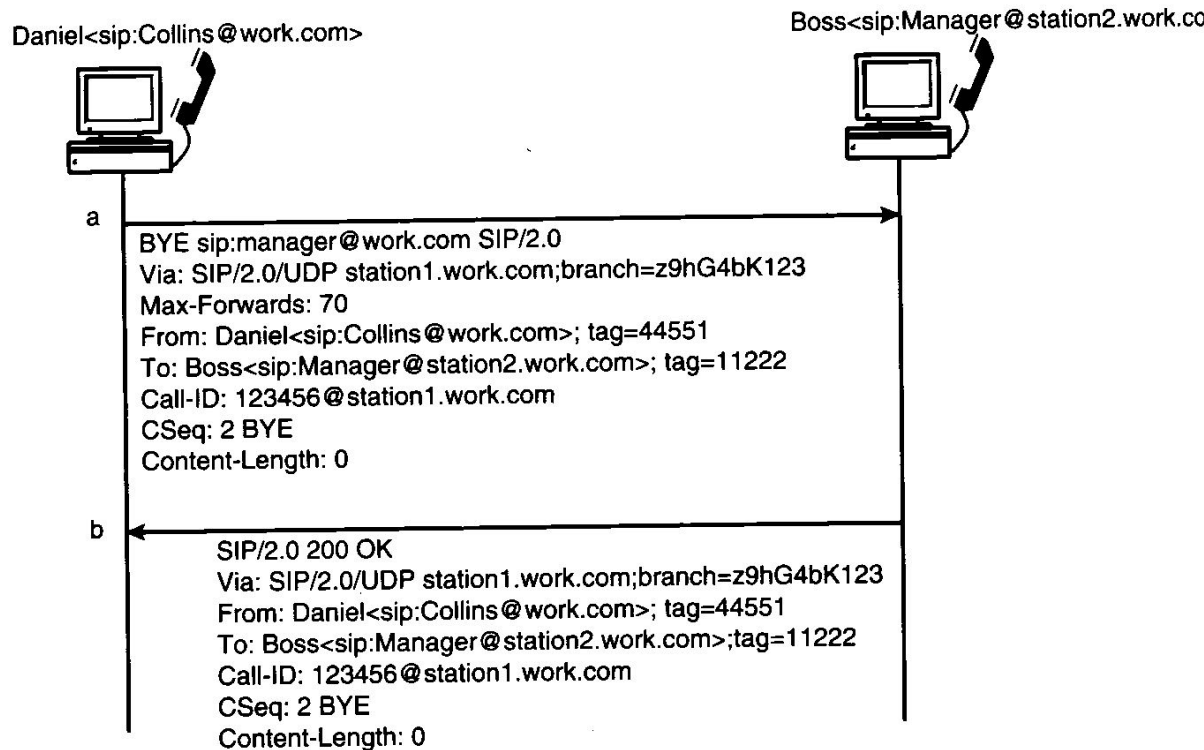 Daniel<sip:Collins@work.com>
Boss<sip:Manager@station2.work.co
a
BYE sip:manager@work.com SIP/2.0
Via: SIP/2.0/UDP station1.work.com;branch=z9hG4bK123
Max-Forwards: 70
From: Daniel<sip:Collins@work.com>; tag=44551
To: Boss<sip:Manager@station2.work.com>; tag=11222
Call-ID: 123456@station1.work.com
CSeq: 2 BYE
Content-Length: 0
b
SIP/2.0 200 OK
Via: SIP/2.0/UDP station1.work.com;branch=z9hG4bK123
From: Daniel<sip:Collins@work.com>; tag=44551
To: Boss<sip:Manager@station2.work.com>;tag=11222
Call-ID: 123456@station1.work.com
CSeq: 2 BYE
Content-Length: 0